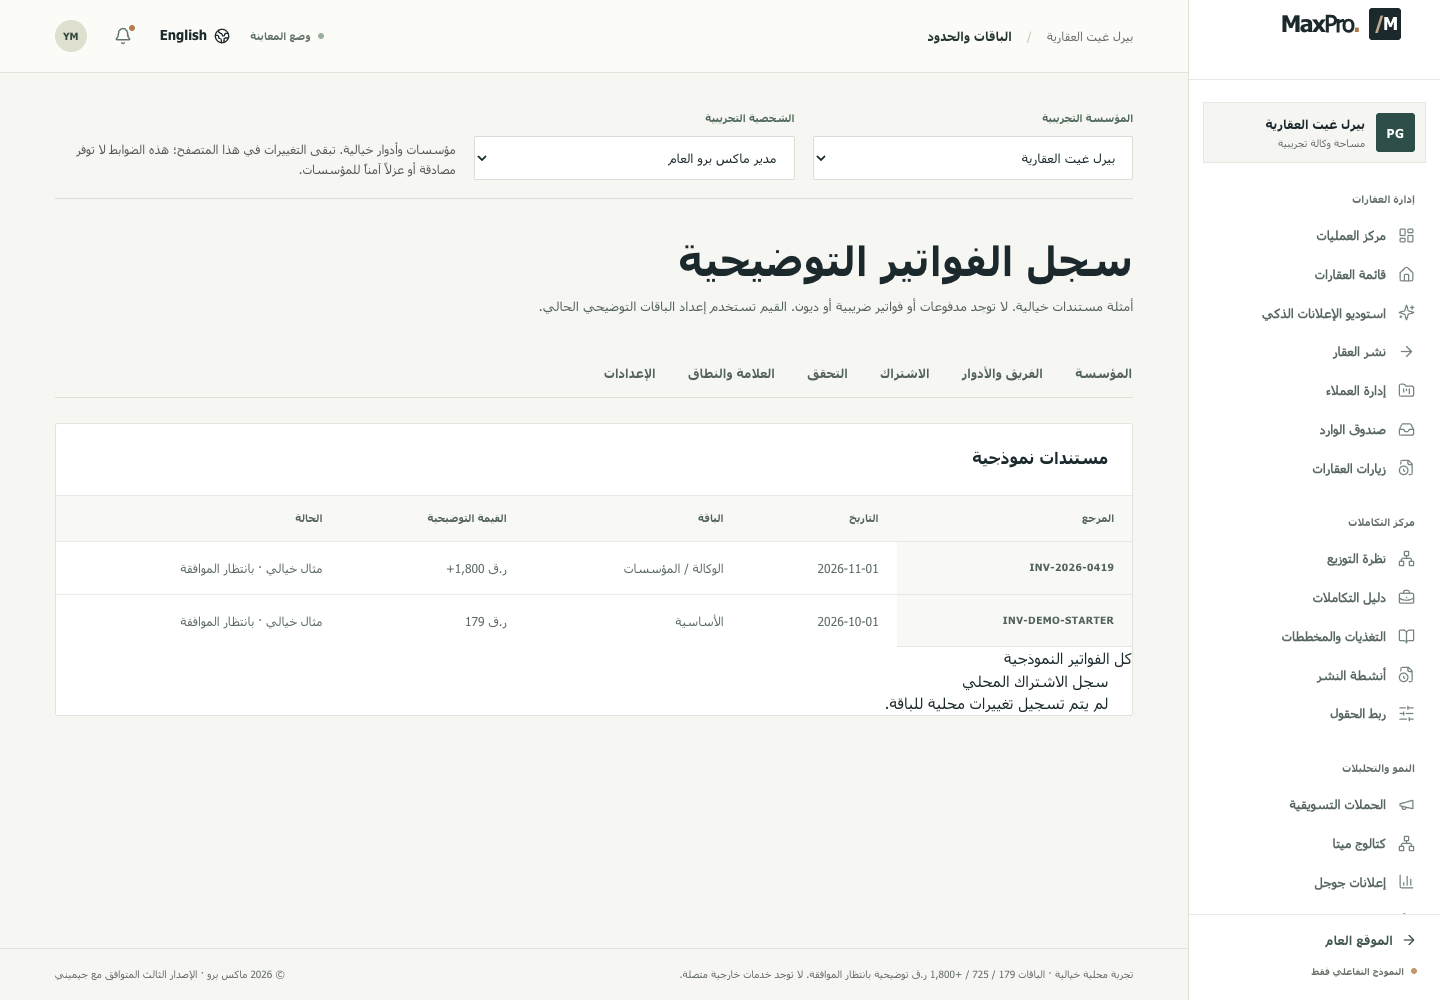 MaxPro.
/M
بيرل غيت العقارية / الباقات والحدود
وضع المعاينة
English
YM
PG
بيرل غيت العقارية
مساحة وكالة تجريبية
إدارة العقارات
مركز العمليات
قائمة العقارات
استوديو الإعلانات الذكي
نشر العقار
إدارة العملاء
صندوق الوارد
زيارات العقارات
مركز التكاملات
نظرة التوزيع
دليل التكاملات
التغذيات والمخططات
أنشطة النشر
ربط الحقول
النمو والتحليلات
الحملات التسويقية
كتالوج ميتا
إعلانات جوجل
الموقع العام
النموذج التفاعلي فقط
المؤسسة التجريبية
بيرل غيت العقارية
الشخصية التجريبية
مدير ماكس برو العام
مؤسسات وأدوار خيالية. تبقى التغييرات في هذا المتصفح؛ هذه الضوابط لا توفر
مصادقة أو عزلاً آمناً للمؤسسات.
سجل الفواتير التوضيحية
أمثلة مستندات خيالية. لا توجد مدفوعات أو فواتير ضريبية أو ديون. القيم تستخدم إعداد الباقات التوضيحي الحالي.
المؤسسة الفريق والأدوار الاشتراك التحقق العلامة والنطاق الإعدادات
مستندات نموذجية
المرجع التاريخ الباقة القيمة التوضيحية الحالة
INV-2026-0419 2026-11-01 الوكالة / المؤسسات ر.ق 1,800+ مثال خيالي · بانتظار الموافقة
INV-DEMO-STARTER 2026-10-01 الأساسية ر.ق 179 مثال خيالي · بانتظار الموافقة
كل الفواتير النموذجية
سجل الاشتراك المحلي
لم يتم تسجيل تغييرات محلية للباقة.
تجربة محلية خيالية · الباقات 179 / 725 / 1,800+ ر.ق توضيحية بانتظار الموافقة. لا توجد خدمات خارجية متصلة.
© 2026 ماكس برو · الإصدار الثالث المتوافق مع جيميني